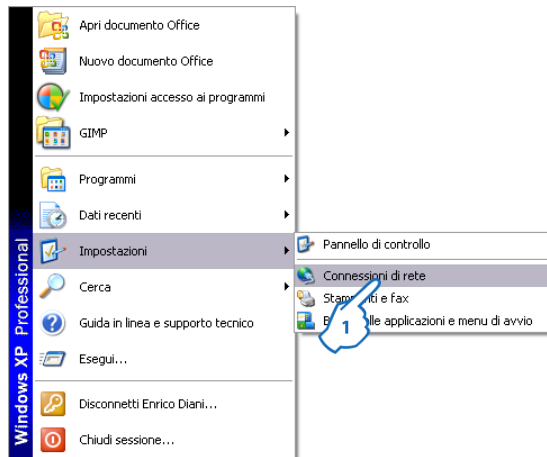 Apri documento Office
Nuovo documento Office
Impostazioni accesso ai programmi
GIMP
Programmi
Dati recenti
Impostazioni
Cerca
Guida in linea e supporto tecnico
Esegui...
Disconnetti Enrico Diani...
Chiudi sessione...
Windows XP Professional
Pannello di controllo
Connessioni di rete
e fax
applicazioni e menu di avvio
1